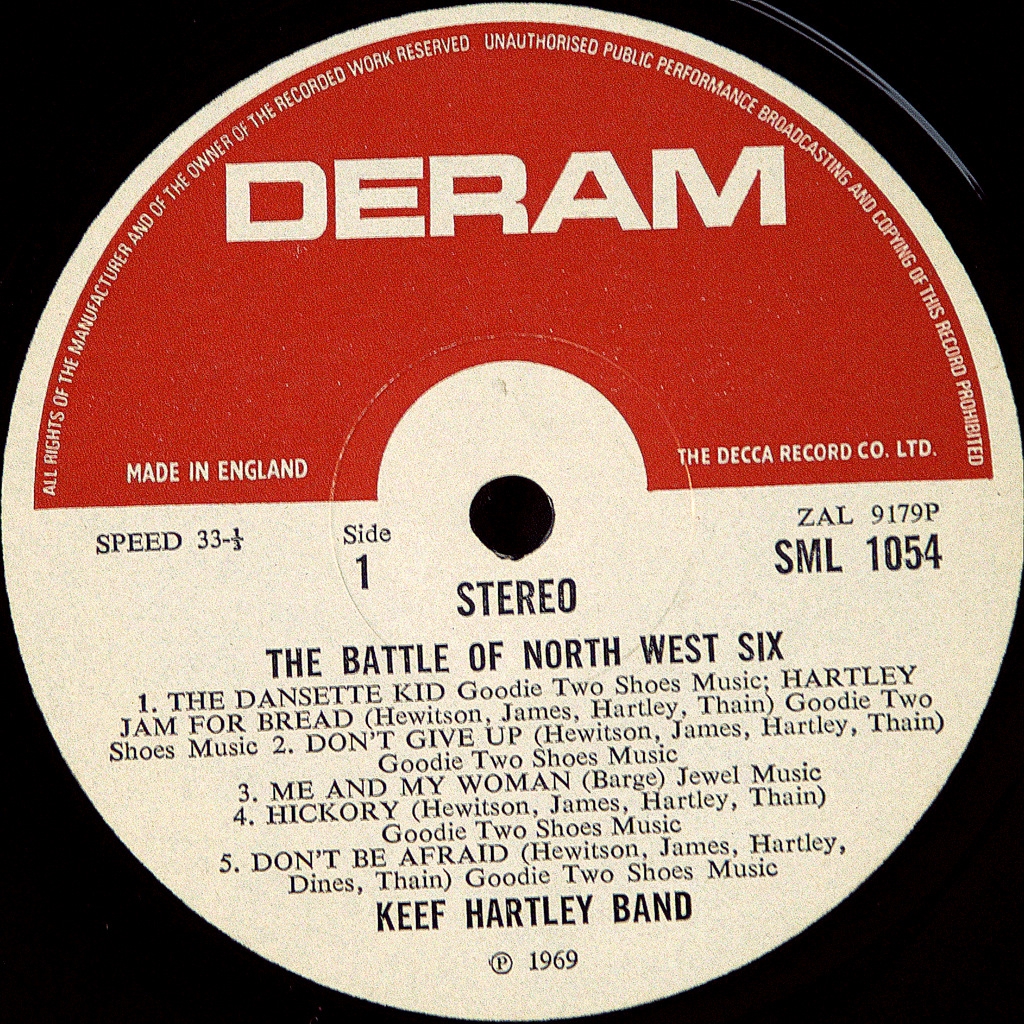 ALL RIGHTS OF THE MANUFACTURER AND OF THE OWNER OF THE RECORDED WORK RESERVED UNAUTHORISED PUBLIC PERFORMANCE BROADCASTING AND COPYING OF THIS RECORD PROHIBITED
DERAM
MADE IN ENGLAND
THE DECCA RECORD CO. LTD.
SPEED 33-⅓
Side
1
STEREO
ZAL 9179P
SML 1054
THE BATTLE OF NORTH WEST SIX
1. THE DANSETTE KID Goodie Two Shoes Music; HARTLEY
JAM FOR BREAD (Hewitson, James, Hartley, Thain) Goodie Two
Shoes Music 2. DON'T GIVE UP (Hewitson, James, Hartley, Thain)
Goodie Two Shoes Music
3. ME AND MY WOMAN (Barge) Jewel Music
4. HICKORY (Hewitson, James, Hartley, Thain)
Goodie Two Shoes Music
5. DON'T BE AFRAID (Hewitson, James, Hartley,
Dines, Thain) Goodie Two Shoes Music
KEEF HARTLEY BAND
℗ 1969